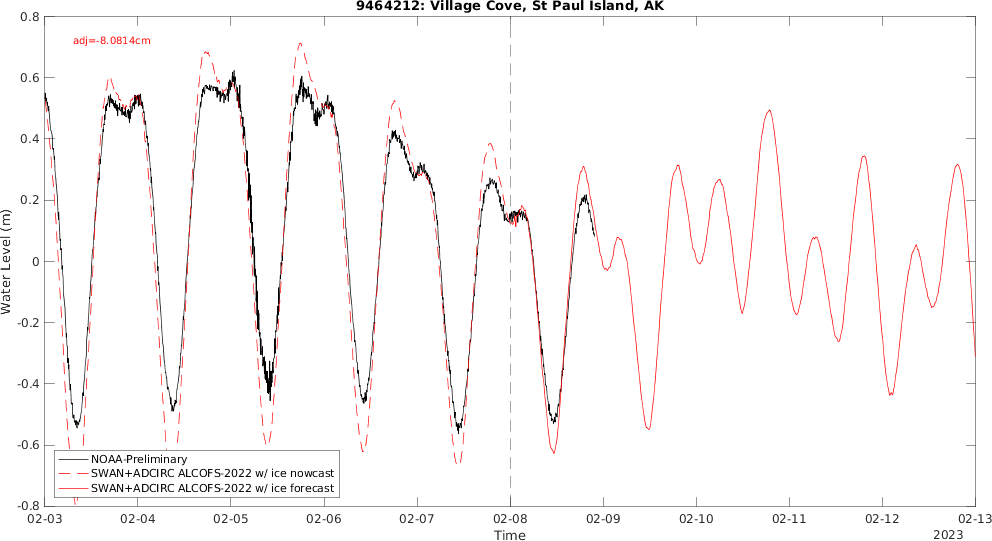 9464212: Village Cove, St Paul Island, AK
adj=-8.0814cm
Water Level (m)
0.8
0.6
0.4
0.2
0
-0.2
-0.4
-0.6
-0.8
NOAA-Preliminary
SWAN+ADCIRC ALCOFS-2022 w/ ice nowcast
SWAN+ADCIRC ALCOFS-2022 w/ ice forecast
02-03 02-04 02-05 02-06 02-07 02-08 02-09 02-10 02-11 02-12 02-13
Time
2023